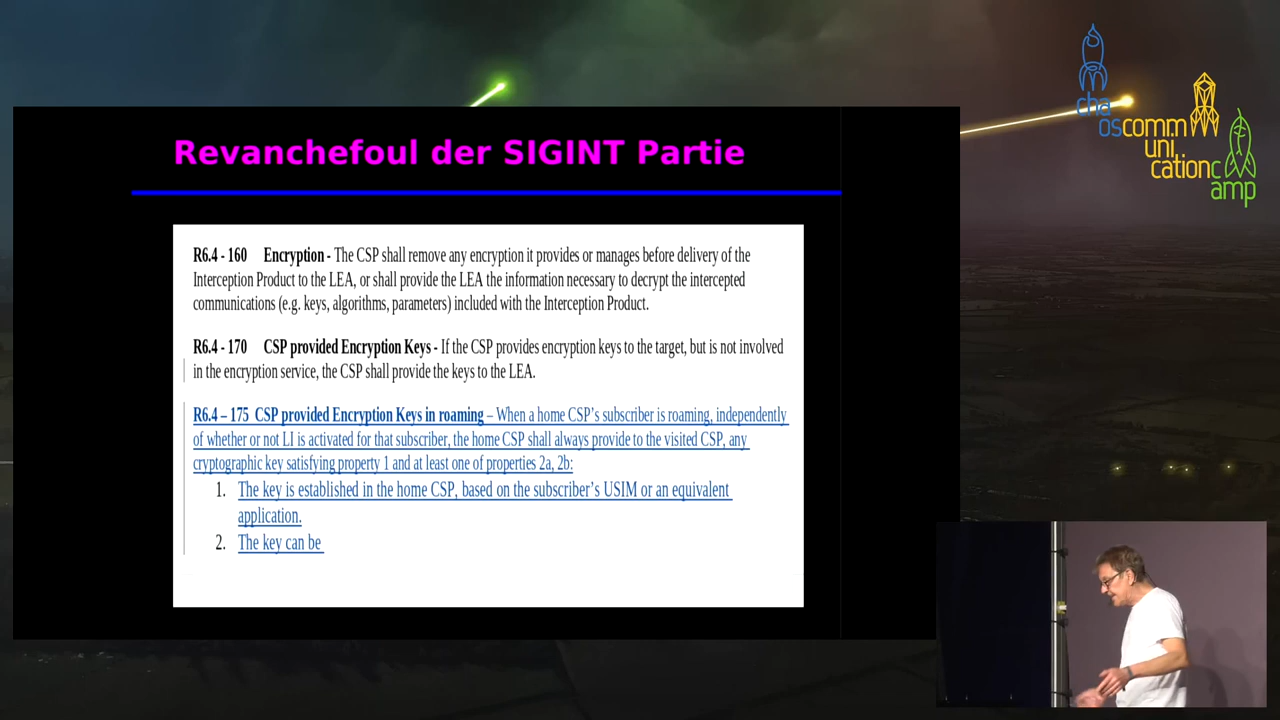 Revanchefoul der SIGINT Partie
R6.4 - 160 Encryption - The CSP shall remove any encryption it provides or manages before delivery of the
Interception Product to the LEA, or shall provide the LEA the information necessary to decrypt the intercepted
communications (e.g. keys, algorithms, parameters) included with the Interception Product.
R6.4 - 170 CSP provided Encryption Keys - If the CSP provides encryption keys to the target, but is not involved
in the encryption service, the CSP shall provide the keys to the LEA.
R6.4 – 175 CSP provided Encryption Keys in roaming – When a home CSP's subscriber is roaming, independently
of whether or not LI is activated for that subscriber, the home CSP shall always provide to the visited CSP, any
cryptographic key satisfying property 1 and at least one of properties 2a, 2b:
1. The key is established in the home CSP, based on the subscriber's USIM or an equivalent
application.
2. The key can be
cha
oscomm
uni
cationc
amp